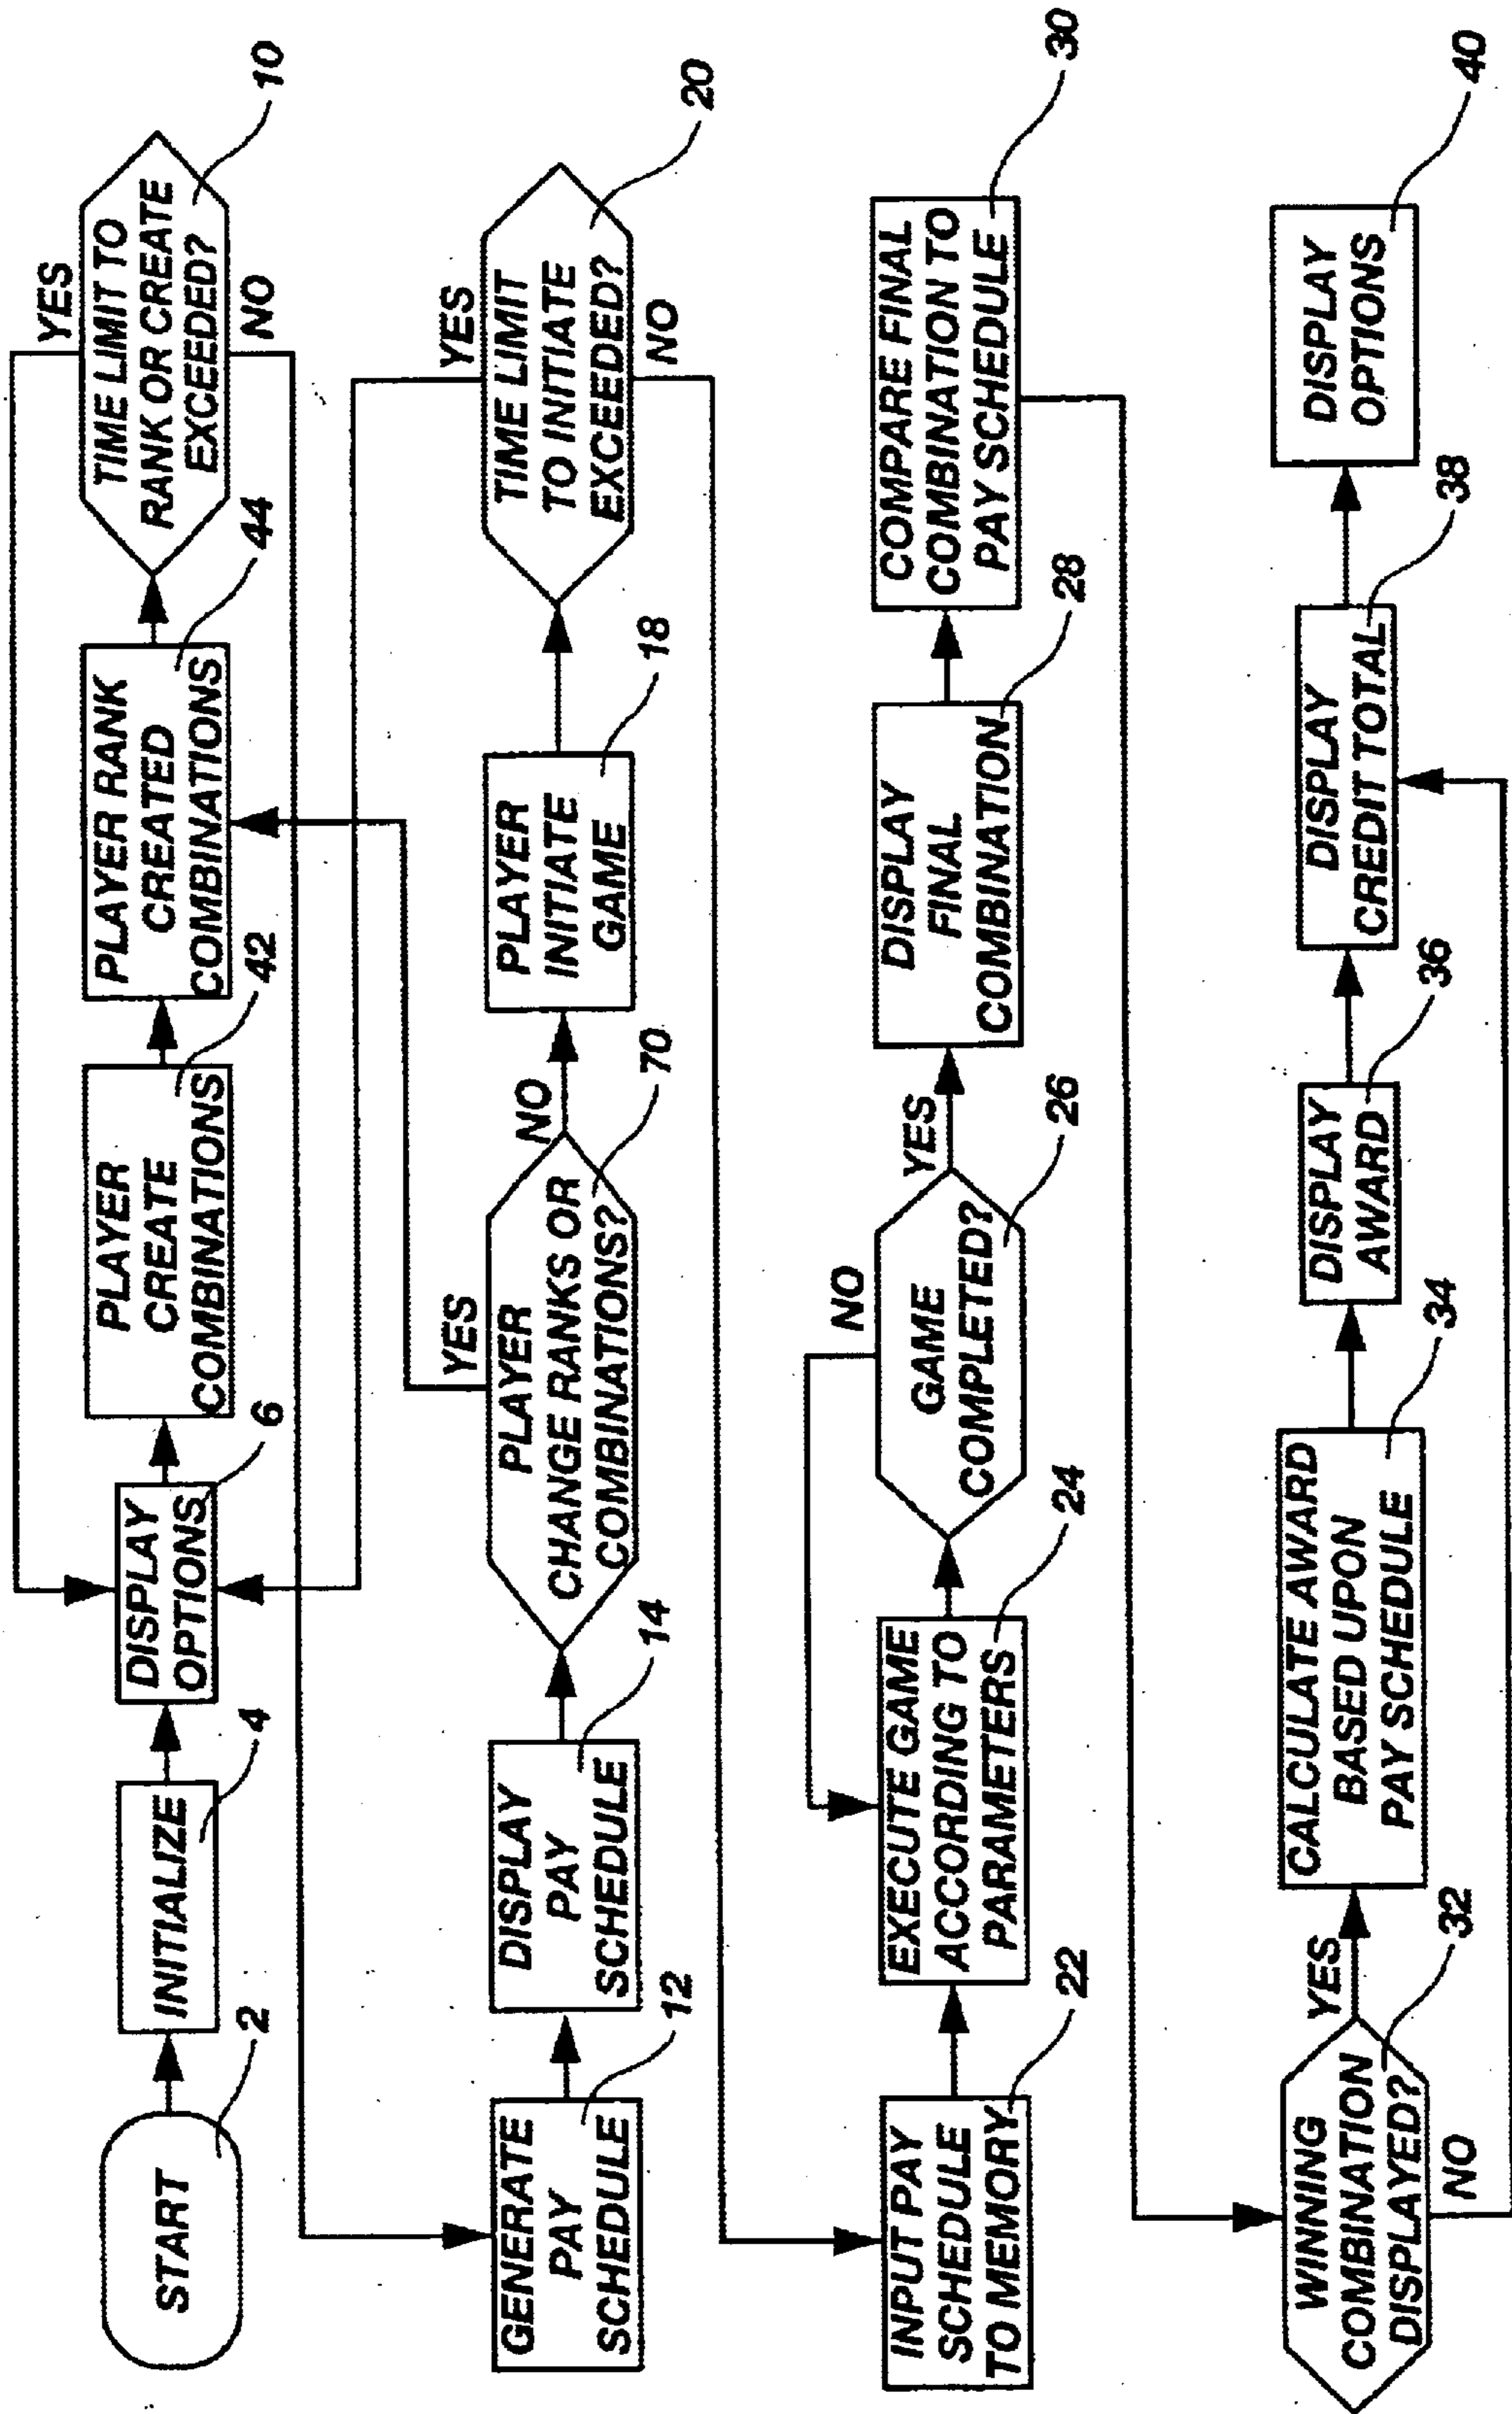 START
2
INITIALIZE
4
DISPLAY
OPTIONS
6
PLAYER
CREATE
COMBINATIONS
42
PLAYER RANK
CREATED
COMBINATIONS
44
TIME LIMIT TO
RANK OR CREATE
EXCEEDED?
10
YES
NO
GENERATE
PAY
SCHEDULE
12
DISPLAY
PAY
SCHEDULE
14
PLAYER
CHANGE RANKS OR
COMBINATIONS?
70
YES
NO
PLAYER
INITIATE
GAME
18
TIME LIMIT
TO INITIATE
EXCEEDED?
20
YES
NO
INPUT PAY
SCHEDULE
TO MEMORY
22
EXECUTE GAME
ACCORDING TO
PARAMETERS
24
GAME
COMPLETED?
26
NO
YES
DISPLAY
FINAL
COMBINATION
28
COMPARE FINAL
COMBINATION TO
PAY SCHEDULE
30
WINNING
COMBINATION
DISPLAYED?
32
YES
NO
CALCULATE AWARD
BASED UPON
PAY SCHEDULE
34
DISPLAY
AWARD
36
DISPLAY
CREDIT TOTAL
38
DISPLAY
OPTIONS
40